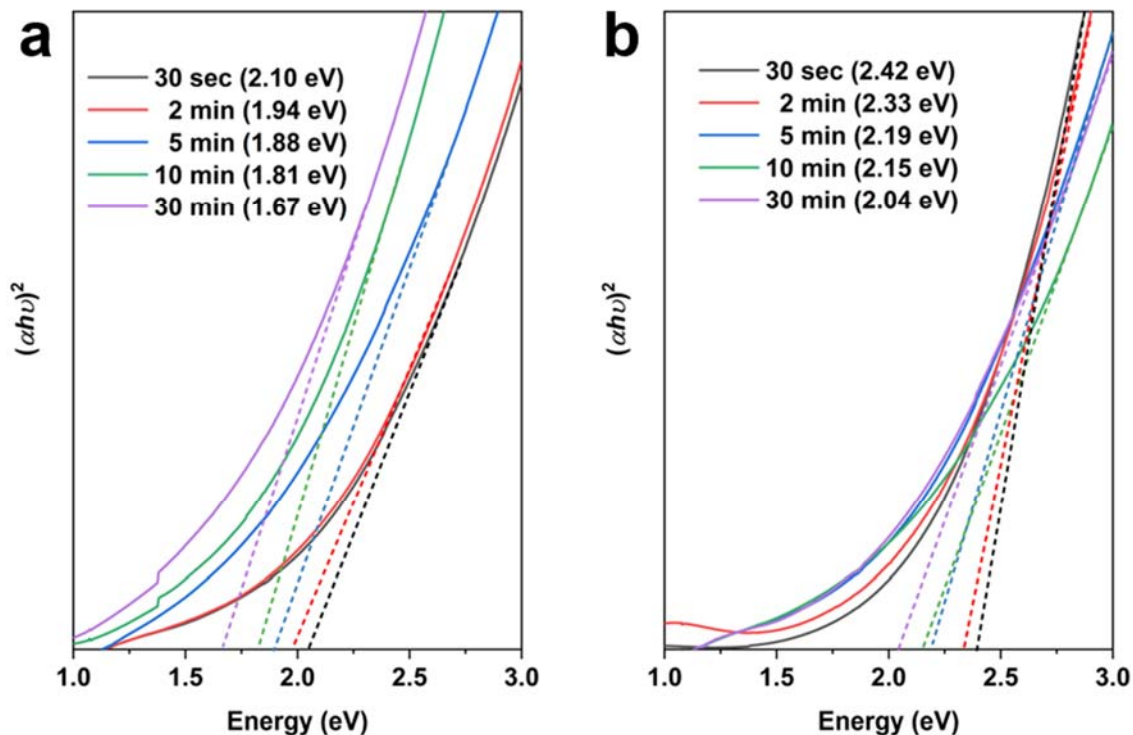 a
30 sec (2.10 eV)
2 min (1.94 eV)
5 min (1.88 eV)
10 min (1.81 eV)
30 min (1.67 eV)
(αhυ)²
1.0 1.5 2.0 2.5 3.0
Energy (eV)
b
30 sec (2.42 eV)
2 min (2.33 eV)
5 min (2.19 eV)
10 min (2.15 eV)
30 min (2.04 eV)
(αhυ)²
1.0 1.5 2.0 2.5 3.0
Energy (eV)